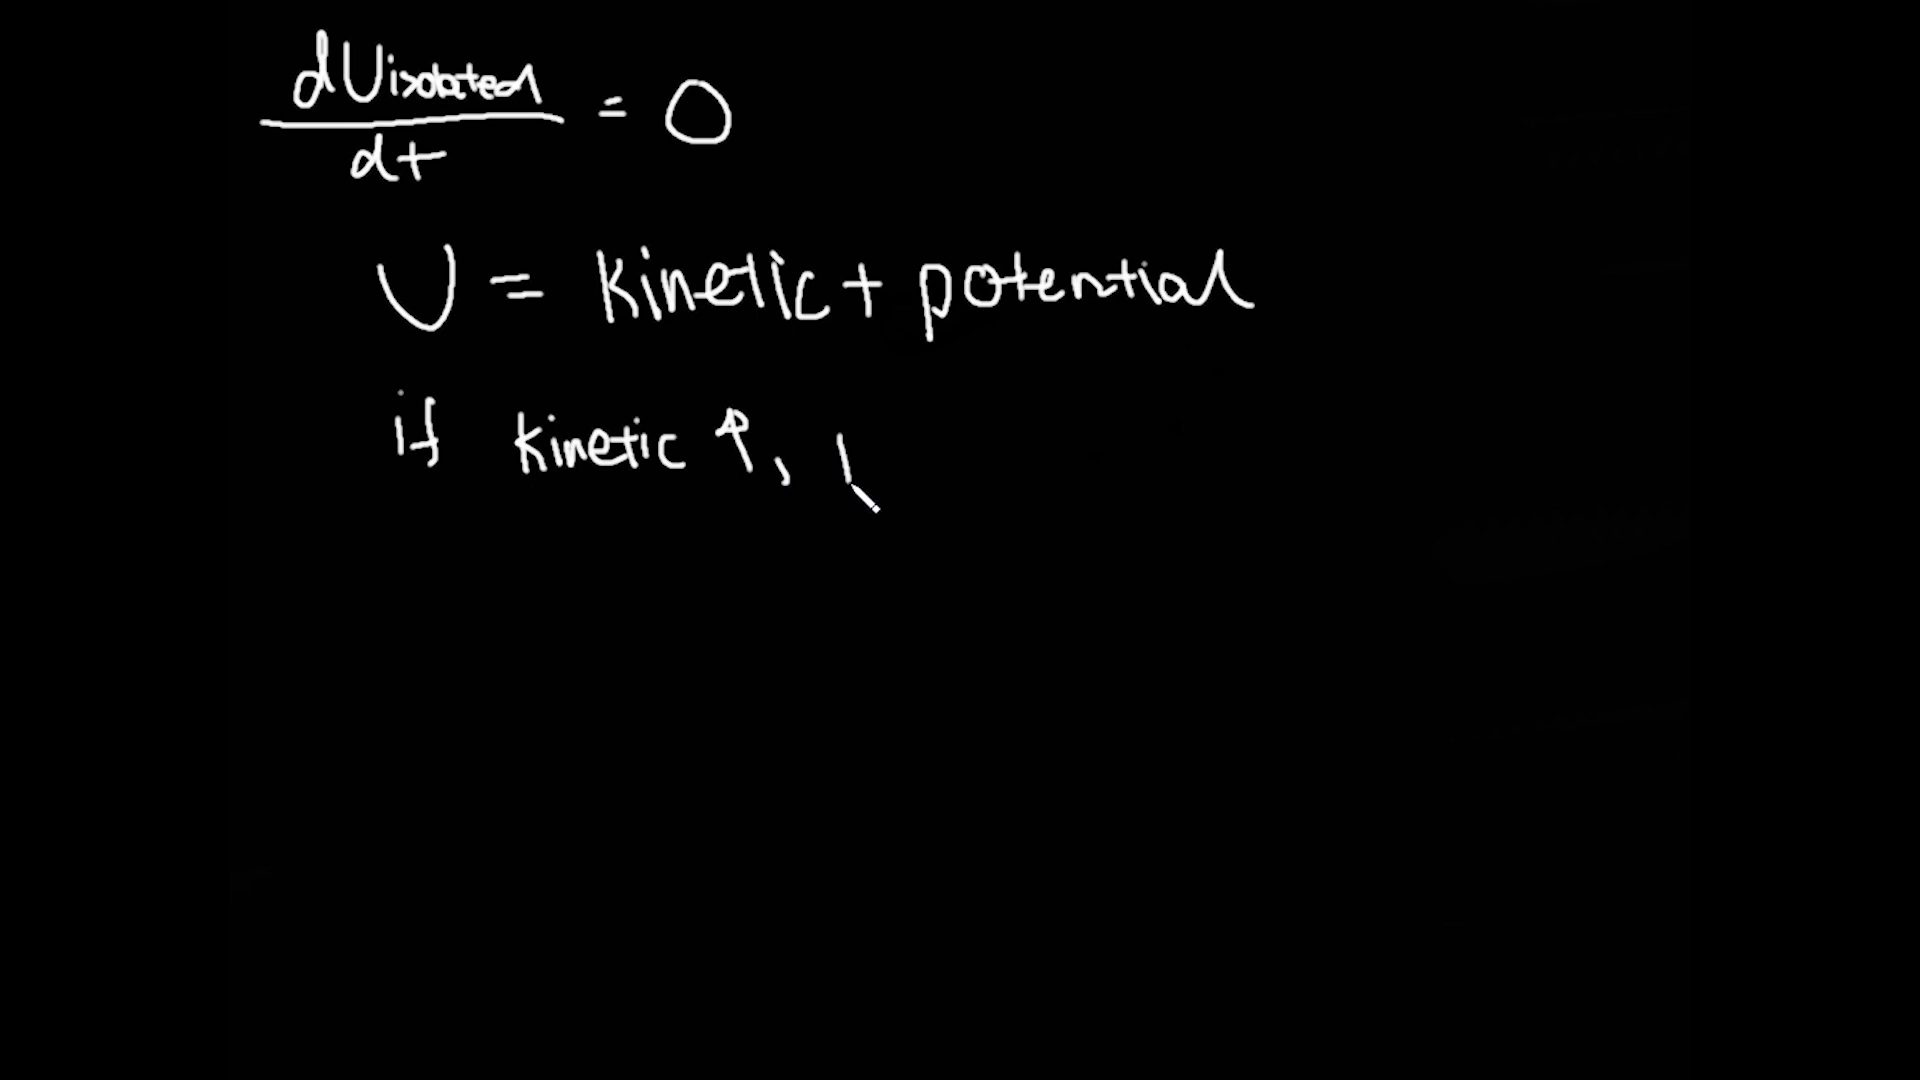 dUisolated
dt
= 0
U = kinetic + potential
if kinetic ↑,